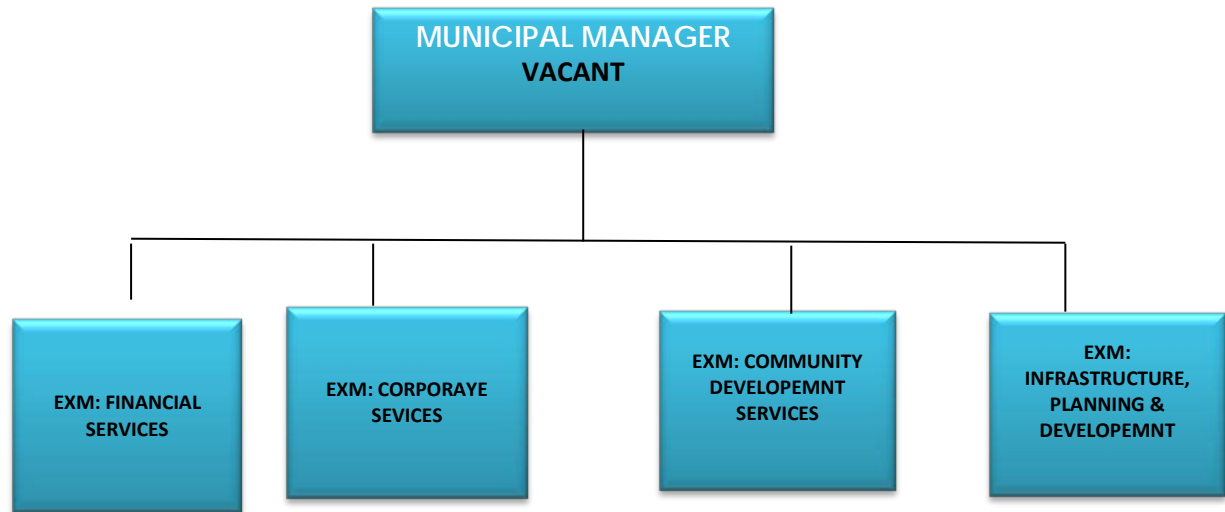 MUNICIPAL MANAGER
VACANT
EXM: FINANCIAL
SERVICES
EXM: CORPORAYE
SEVICES
EXM: COMMUNITY
DEVELOPEMNT
SERVICES
EXM:
INFRASTRUCTURE,
PLANNING &
DEVELOPEMNT